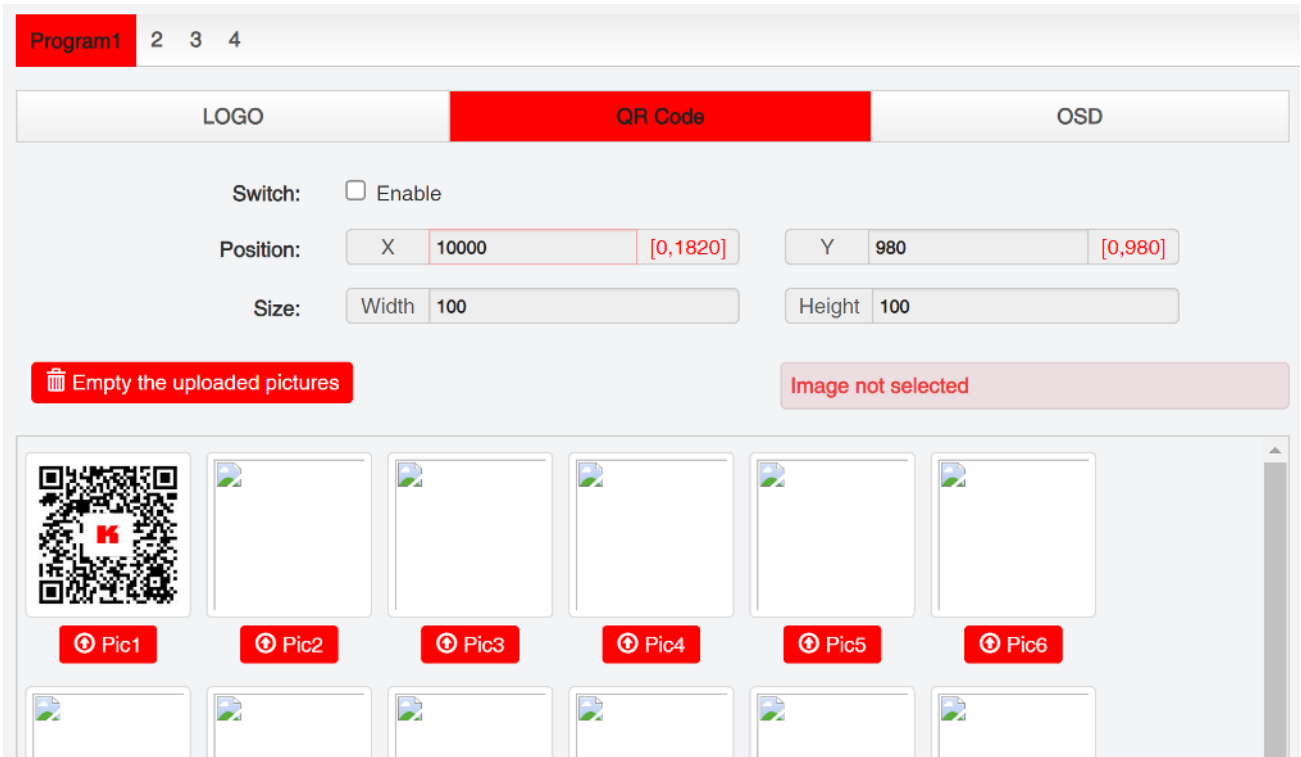 Program1 2 3 4
LOGO QR Code OSD
Switch: Enable
Position: X 10000 [0,1820] Y 980 [0,980]
Size: Width 100 Height 100
Empty the uploaded pictures Image not selected
K
Pic1 Pic2 Pic3 Pic4 Pic5 Pic6